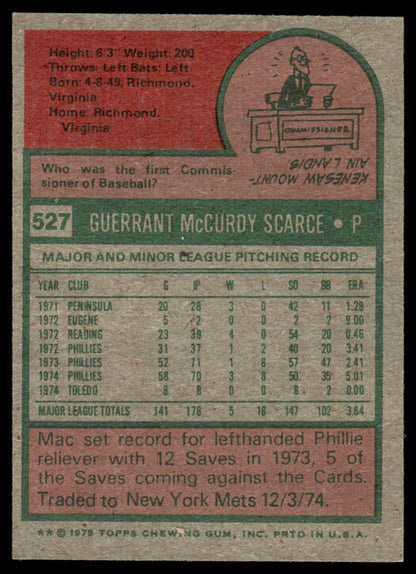 Height: 6'3" Weight: 200
Throws: Left Bats: Left
Born: 4-8-49, Richmond,
Virginia
Home: Richmond,
Virginia
COMMISSIONER
KENESAW MOUNT-
AIN LANDIS
Who was the first Commis-
sioner of Baseball?
527 GUERRANT McCURDY SCARCE • P
MAJOR AND MINOR LEAGUE PITCHING RECORD
YEAR CLUB G IP W L SO BB ERA
1971 PENINSULA 20 28 3 0 42 11 1.29
1972 EUGENE 5 2 0 0 2 2 9.00
1972 READING 23 39 4 0 54 20 0.46
1972 PHILLIES 31 37 1 2 40 20 3.41
1973 PHILLIES 52 71 1 8 57 47 2.41
1974 PHILLIES 58 70 3 8 50 35 5.01
1974 TOLEDO 8 8 0 0 2 2
MAJOR LEAGUE TOTALS 141 178 5 18 147 102 3.64
Mac set record for lefthanded Phillie
reliever with 12 Saves in 1973, 5 of
the Saves coming against the Cards.
Traded to New York Mets 12/3/74.
** © 1975 TOPPS CHEWING GUM, INC. PRTD IN U.S.A.